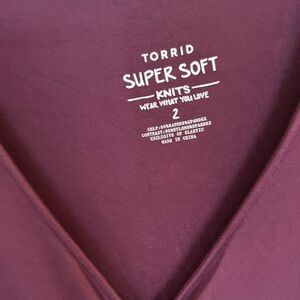 TORRID
SUPER SOFT
KNITS
WEAR WHAT YOU LOVE
2
EXCLUSIVE OF ELASTIC
MADE IN CHINA